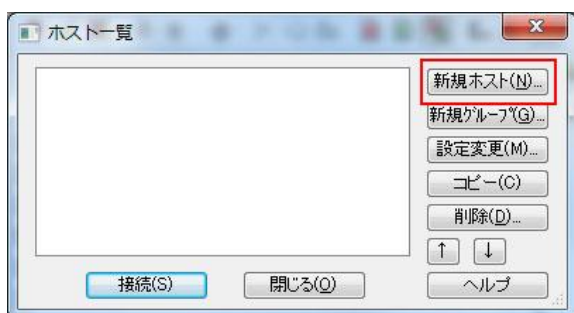 ホスト一覧
新規ホスト(N)...
新規ｸﾞﾙｰﾌﾟ(G)...
設定変更(M)...
コピー(C)
削除(D)...
↑ ↓
接続(S) 閉じる(O) ヘルプ